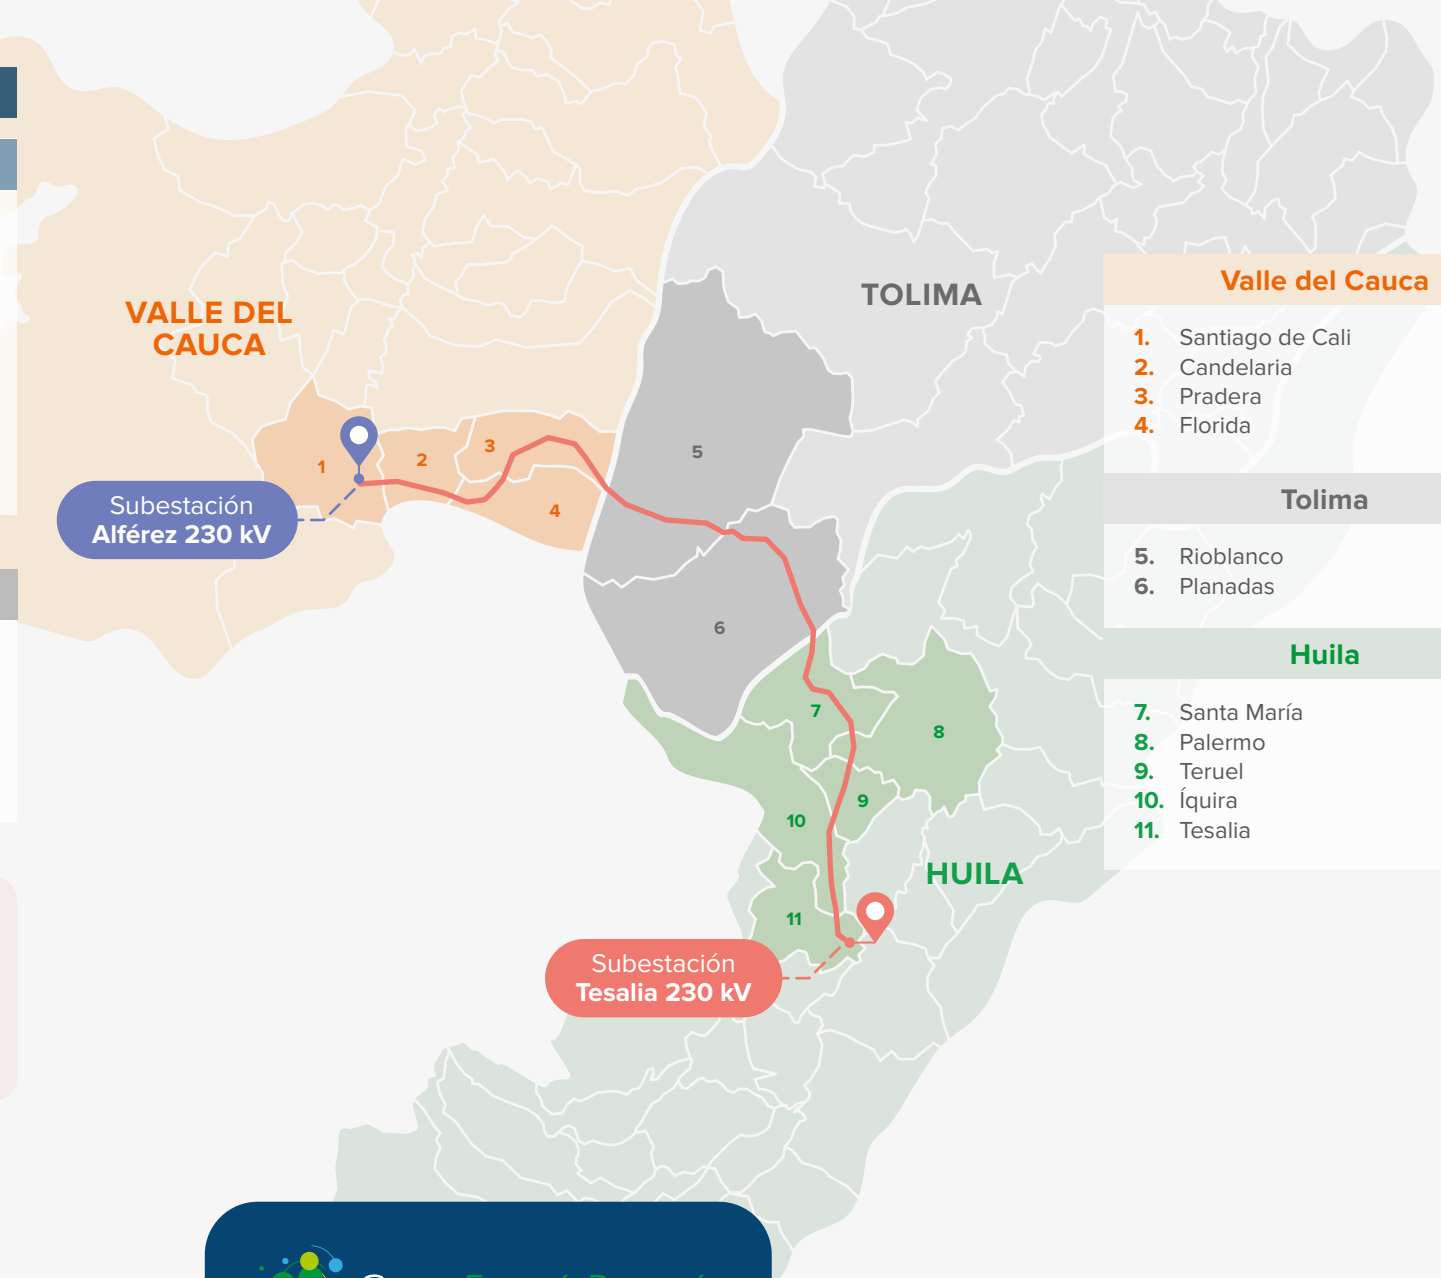 VALLE DEL
CAUCA
TOLIMA
HUILA
1
2
3
4
5
6
7
8
9
10
11
Subestación
Alférez 230 kV
Subestación
Tesalia 230 kV
Valle del Cauca
1. Santiago de Cali
2. Candelaria
3. Pradera
4. Florida
Tolima
5. Rioblanco
6. Planadas
Huila
7. Santa María
8. Palermo
9. Teruel
10. Íquira
11. Tesalia